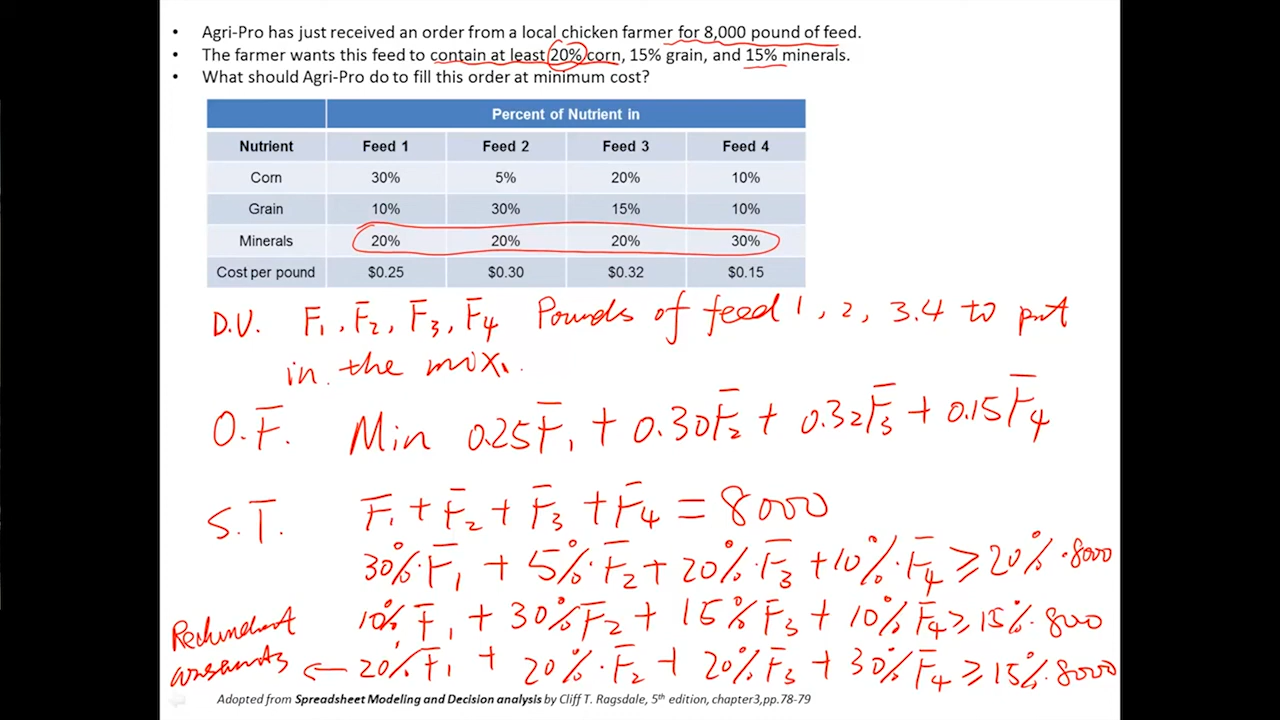 • Agri-Pro has just received an order from a local chicken farmer for 8,000 pound of feed.
• The farmer wants this feed to contain at least 20% corn, 15% grain, and 15% minerals.
• What should Agri-Pro do to fill this order at minimum cost?
Percent of Nutrient in
Nutrient Feed 1 Feed 2 Feed 3 Feed 4
Corn 30% 5% 20% 10%
Grain 10% 30% 15% 10%
Minerals 20% 20% 20% 30%
Cost per pound $0.25 $0.30 $0.32 $0.15
D.V. F₁, F₂, F₃, F₄ Pounds of feed 1, 2, 3.4 to put
in the mix.
O.F. Min 0.25F₁ + 0.30F₂ + 0.32F₃ + 0.15F₄
S.T. F₁ + F₂ + F₃ + F₄ = 8000
30%·F₁ + 5%·F₂ + 20%·F₃ + 10%·F₄ ≥ 20%·8000
10% F₁ + 30% F₂ + 15% F₃ + 10% F₄ ≥ 15%·800
Redundant
20% F₁ + 20%·F₂ + 20% F₃ + 30% F₄ ≥ 15%·8000
Adopted from Spreadsheet Modeling and Decision analysis by Cliff T. Ragsdale, 5th edition, chapter3,pp.78-79